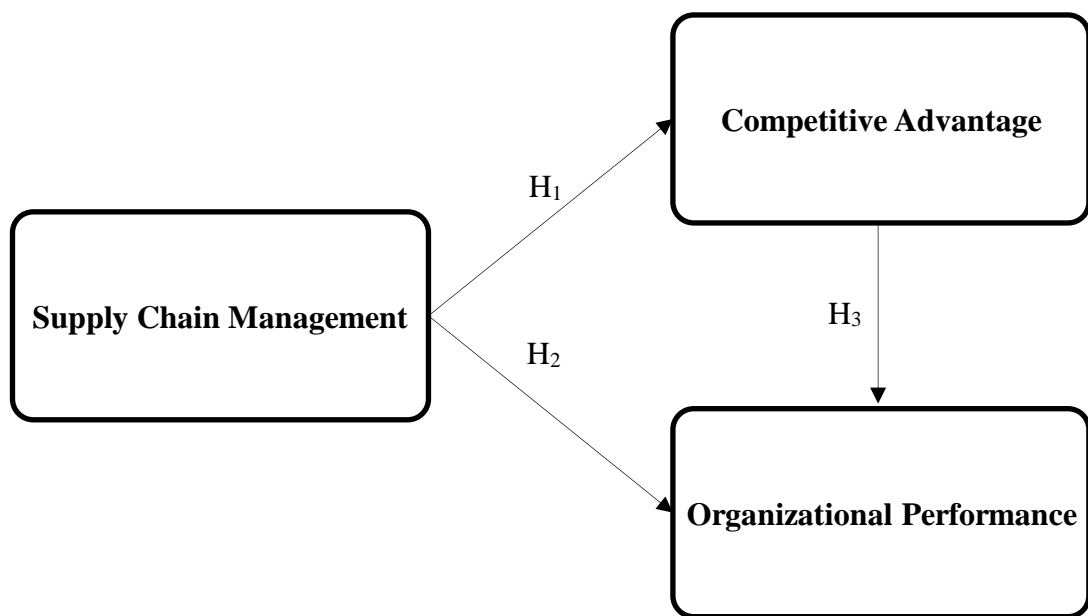 Competitive Advantage
H₁
Supply Chain Management
H₂
H₃
Organizational Performance